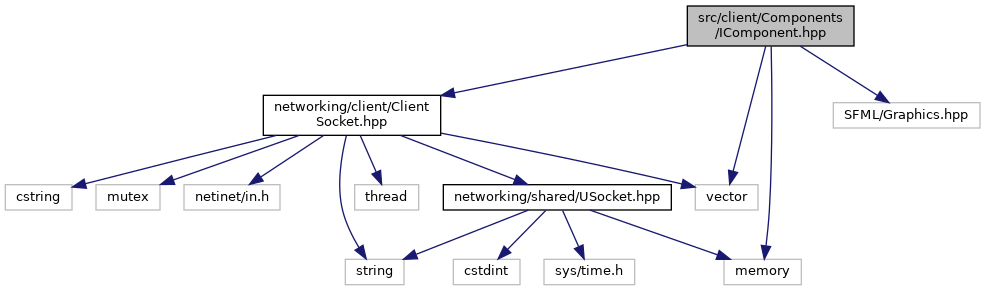 src/client/Components
/IComponent.hpp
networking/client/Client
Socket.hpp
SFML/Graphics.hpp
cstring
mutex
netinet/in.h
thread
networking/shared/USocket.hpp
vector
string
cstdint
sys/time.h
memory